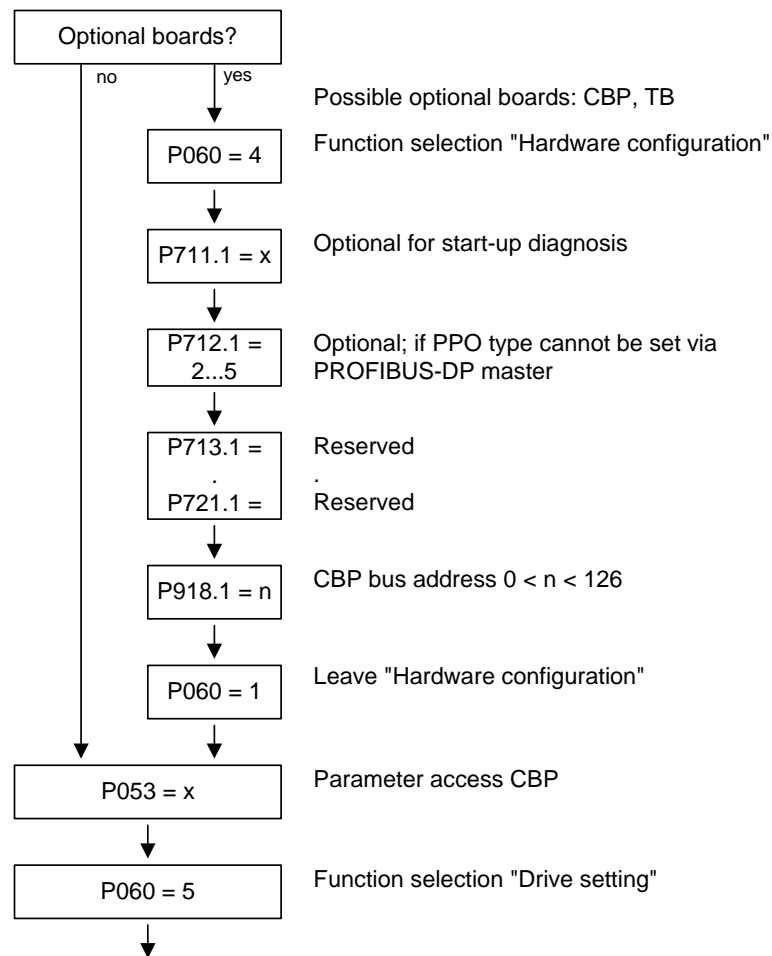 Optional boards?
no
yes
Possible optional boards: CBP, TB
P060 = 4
Function selection "Hardware configuration"
P711.1 = x
Optional for start-up diagnosis
P712.1 =
2...5
Optional; if PPO type cannot be set via
PROFIBUS-DP master
P713.1 =
.
P721.1 =
Reserved
.
Reserved
P918.1 = n
CBP bus address 0 < n < 126
P060 = 1
Leave "Hardware configuration"
P053 = x
Parameter access CBP
P060 = 5
Function selection "Drive setting"